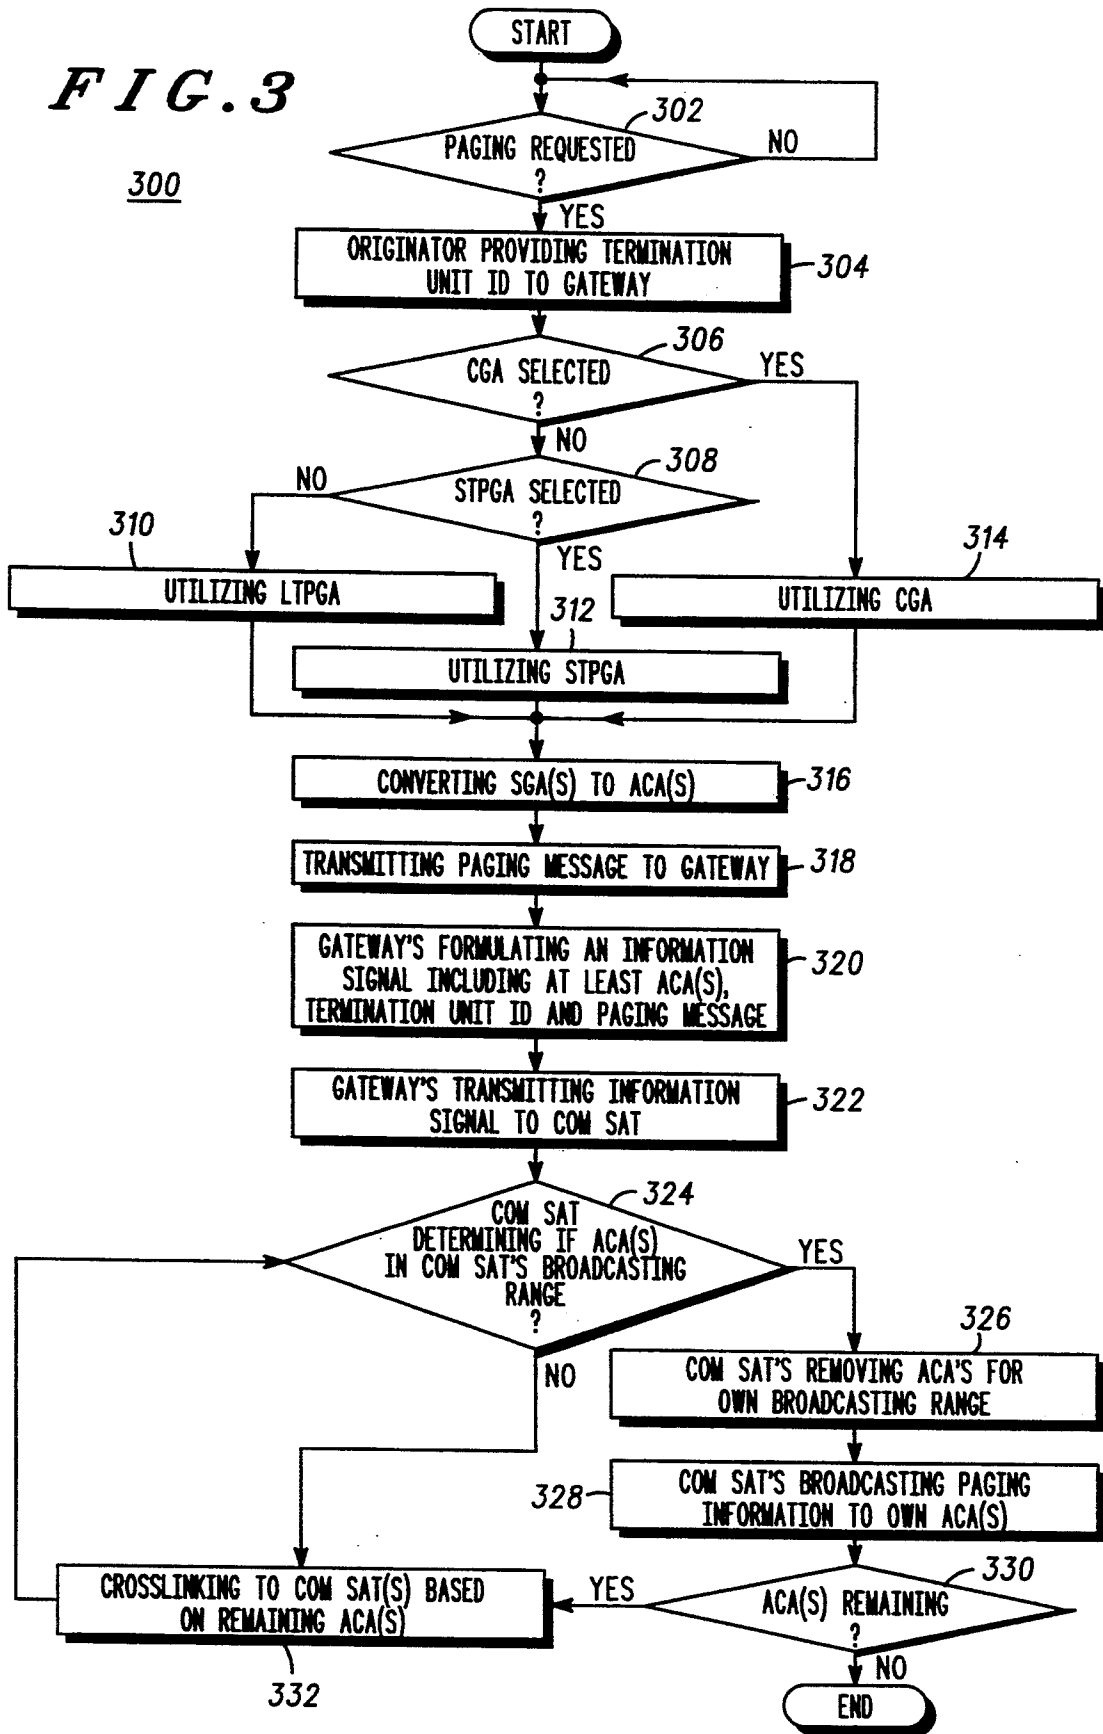 START
FIG.3
302
PAGING REQUESTED
?
NO
300
YES
ORIGINATOR PROVIDING TERMINATION
UNIT ID TO GATEWAY
304
306
CGA SELECTED
?
YES
NO
308
NO
STPGA SELECTED
?
YES
310
314
UTILIZING LTPGA
UTILIZING CGA
312
UTILIZING STPGA
CONVERTING SGA(S) TO ACA(S)
316
TRANSMITTING PAGING MESSAGE TO GATEWAY
318
GATEWAY'S FORMULATING AN INFORMATION
SIGNAL INCLUDING AT LEAST ACA(S),
TERMINATION UNIT ID AND PAGING MESSAGE
320
GATEWAY'S TRANSMITTING INFORMATION
SIGNAL TO COM SAT
322
324
COM SAT
DETERMINING IF ACA(S)
IN COM SAT'S BROADCASTING
RANGE
?
YES
NO
326
COM SAT'S REMOVING ACA'S FOR
OWN BROADCASTING RANGE
328
COM SAT'S BROADCASTING PAGING
INFORMATION TO OWN ACA(S)
330
ACA(S) REMAINING
?
YES
CROSSLINKING TO COM SAT(S) BASED
ON REMAINING ACA(S)
332
NO
END